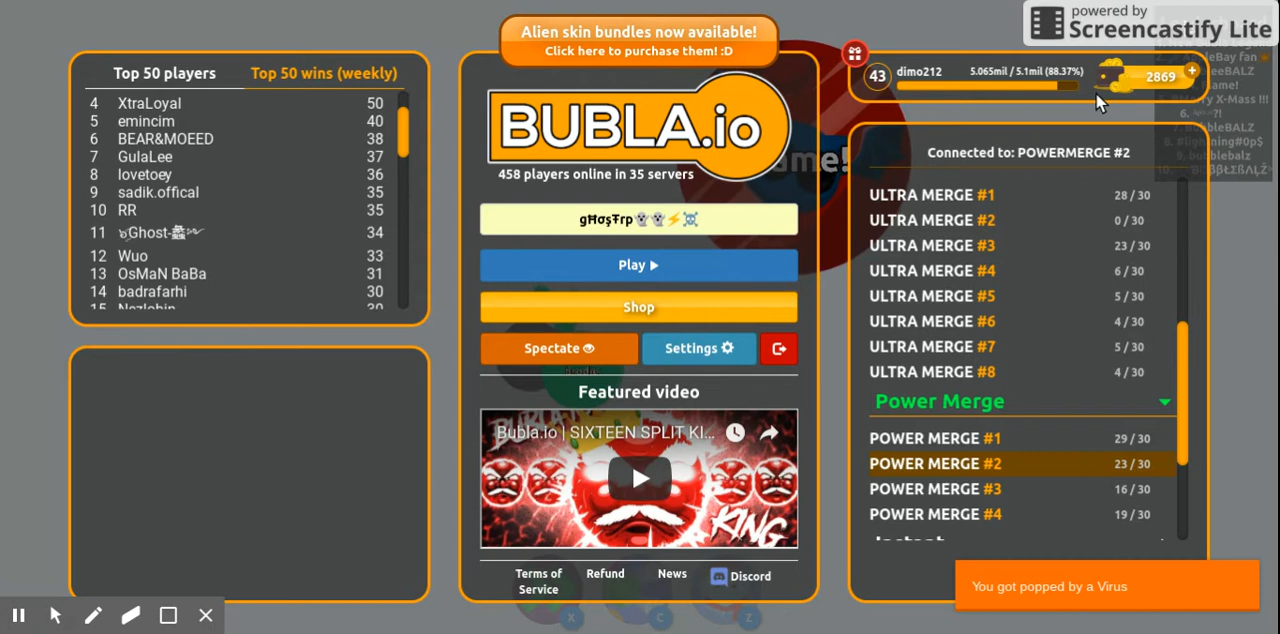 powered by
Screencastify Lite
Alien skin bundles now available!
Click here to purchase them! :D
Top 50 players
Top 50 wins (weekly)
4 XtraLoyal 50
5 emincim 40
6 BEAR&MOEED 38
7 GulaLee 37
8 lovetoey 36
9 sadik.offical 35
10 RR 35
11 Ghost- 34
12 Wuo 33
13 OsMaN BaBa 31
14 badrafarhi 30
BUBLA.io
458 players online in 35 servers
gĦσşŦrp👻👻⚡☠️
Play
Shop
Spectate
Settings
Featured video
Bubla.io | SIXTEEN SPLIT KI...
KING
Terms of Service
Refund
News
Discord
X C Z
43 dimo212 5.065mil / 5.1mil (88.37%)
2869 +
Connected to: POWERMERGE #2
ULTRA MERGE #1 28 / 30
ULTRA MERGE #2 0 / 30
ULTRA MERGE #3 23 / 30
ULTRA MERGE #4 6 / 30
ULTRA MERGE #5 5 / 30
ULTRA MERGE #6 4 / 30
ULTRA MERGE #7 5 / 30
ULTRA MERGE #8 4 / 30
Power Merge
POWER MERGE #1 29 / 30
POWER MERGE #2 23 / 30
POWER MERGE #3 16 / 30
POWER MERGE #4 19 / 30
You got popped by a Virus